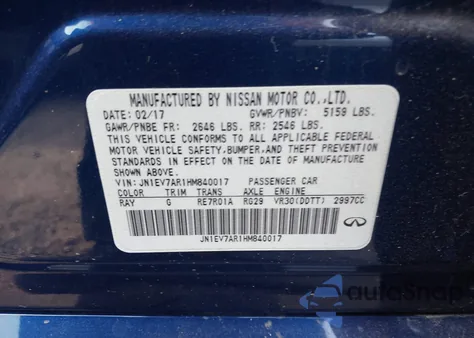 MANUFACTURED BY NISSAN MOTOR CO.,LTD.
DATE: 02/17 GVWR/PNBV: 5159 LBS.
GAWR/PNBE FR: 2646 LBS. RR: 2546 LBS.
THIS VEHICLE CONFORMS TO ALL APPLICABLE FEDERAL
MOTOR VEHICLE SAFETY, BUMPER, AND THEFT PREVENTION
STANDARDS IN EFFECT ON THE DATE OF MANUFACTURE
SHOWN ABOVE.
VIN: JN1EV7AR1HM840017 PASSENGER CAR
COLOR TRIM TRANS AXLE ENGINE
RAY G RE7R01A RG29 VR30(DDTT) 2997CC
JN1EV7AR1HM840017
INFINITI
autosnap